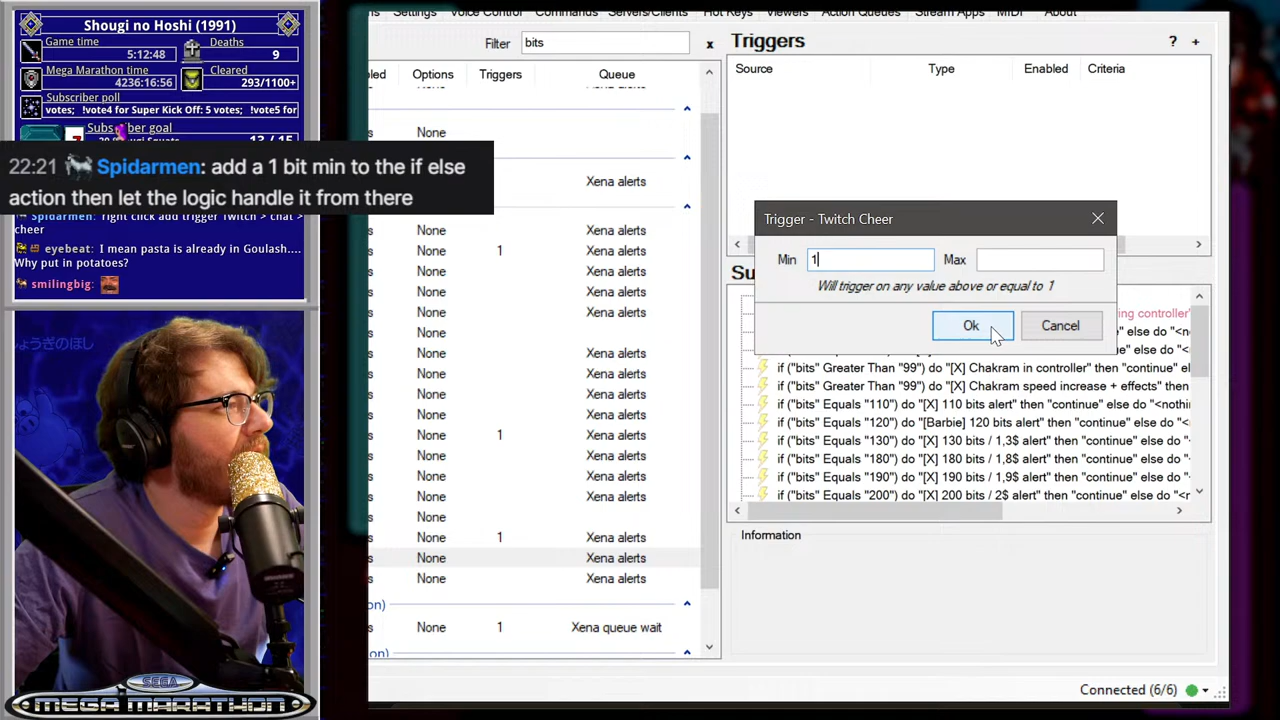 Shougi no Hoshi (1991)
Game time
5:12:48
Deaths
9
Mega Marathon time
4236:16:56
Cleared
293/1100+
Subscriber poll
votes; !vote4 for Super Kick Off: 5 votes; !vote5 for
Subscriber goal
13 / 15
22:21 Spidarmen: add a 1 bit min to the if else
action then let the logic handle it from there
Spidarmen: right click add trigger Twitch > chat >
cheer
eyebeat: I mean pasta is already in Goulash....
Why put in potatoes?
smilingbig:
SEGA
MEGA MARATHON
Settings Voice Control Commands Servers/Clients Hot Keys Viewers Action Queues Stream Apps MIDI About
Filter bits x
Options Triggers Queue
None Xena alerts
None
None Xena alerts
None Xena alerts
None 1 Xena alerts
None Xena alerts
None Xena alerts
None Xena alerts
None
None Xena alerts
None Xena alerts
None Xena alerts
None Xena alerts
None 1 Xena alerts
None Xena alerts
None Xena alerts
None Xena alerts
None
None 1 Xena alerts
None Xena alerts
None Xena alerts
None 1 Xena queue wait
Triggers ? +
Source Type Enabled Criteria
Trigger - Twitch Cheer
Min 1 Max
Will trigger on any value above or equal to 1
Ok Cancel
Su
ing controller"
else do "<n
if ("bits" Greater Than "99") do "[X] Chakram in controller" then "continue" el
if ("bits" Greater Than "99") do "[X] Chakram speed increase + effects" then
if ("bits" Equals "110") do "[X] 110 bits alert" then "continue" else do "<nothin
if ("bits" Equals "120") do "[Barbie] 120 bits alert" then "continue" else do "<n
if ("bits" Equals "130") do "[X] 130 bits / 1,3$ alert" then "continue" else do "<
if ("bits" Equals "180") do "[X] 180 bits / 1,8$ alert" then "continue" else do "<
if ("bits" Equals "190") do "[X] 190 bits / 1,9$ alert" then "continue" else do "<
if ("bits" Equals "200") do "[X] 200 bits / 2$ alert" then "continue" else do "<r
Information
Connected (6/6)